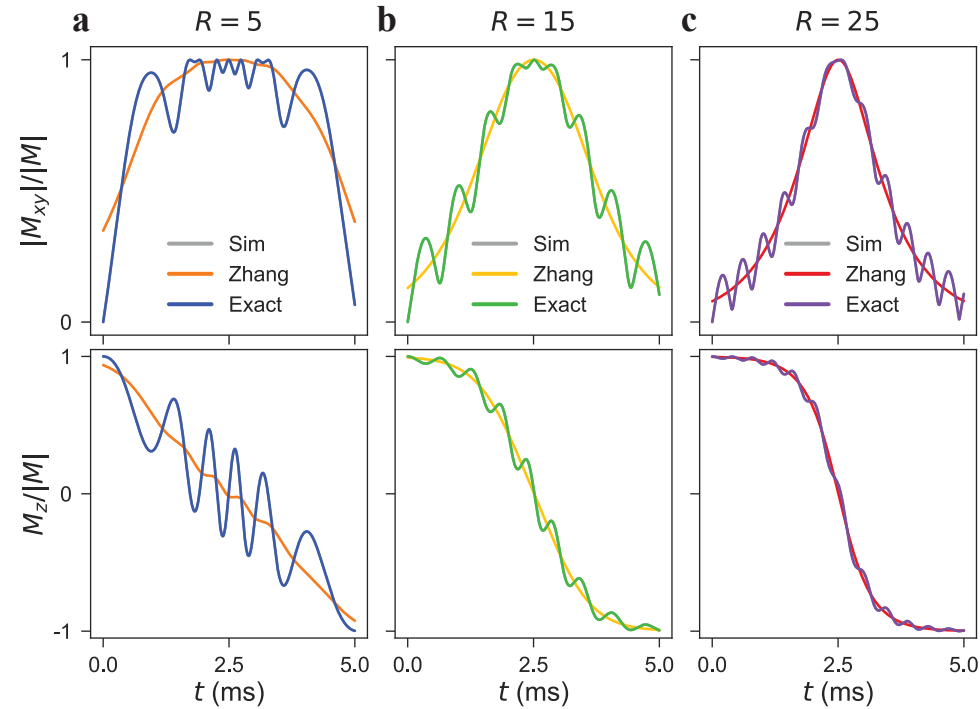 a R = 5
b R = 15
c R = 25
|M_xy|/|M|
1
0
Sim
Zhang
Exact
Sim
Zhang
Exact
Sim
Zhang
Exact
M_z/|M|
1
0
-1
0.0 2.5 5.0
0.0 2.5 5.0
0.0 2.5 5.0
t (ms)
t (ms)
t (ms)